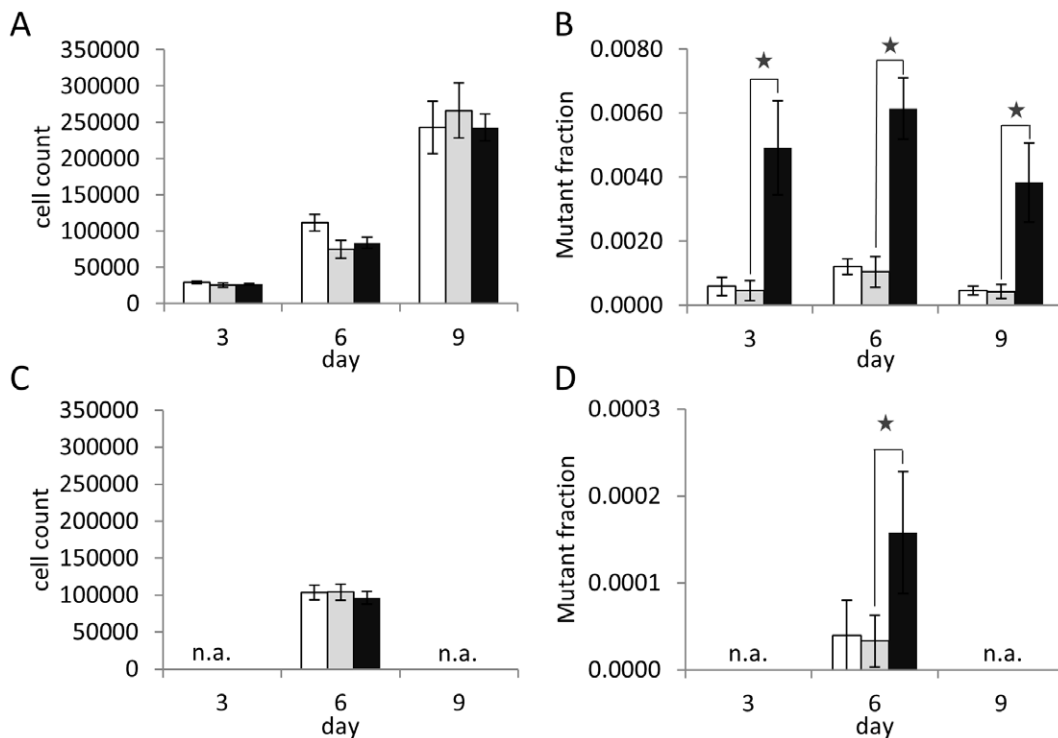 A
350000
300000
250000
200000
150000
100000
50000
0
cell count
3
6
9
day
B
0.0080
0.0060
0.0040
0.0020
0.0000
Mutant fraction
3
6
9
day
C
350000
300000
250000
200000
150000
100000
50000
0
cell count
n.a.
n.a.
3
6
9
day
D
0.0003
0.0002
0.0001
0.0000
Mutant fraction
n.a.
n.a.
3
6
9
day